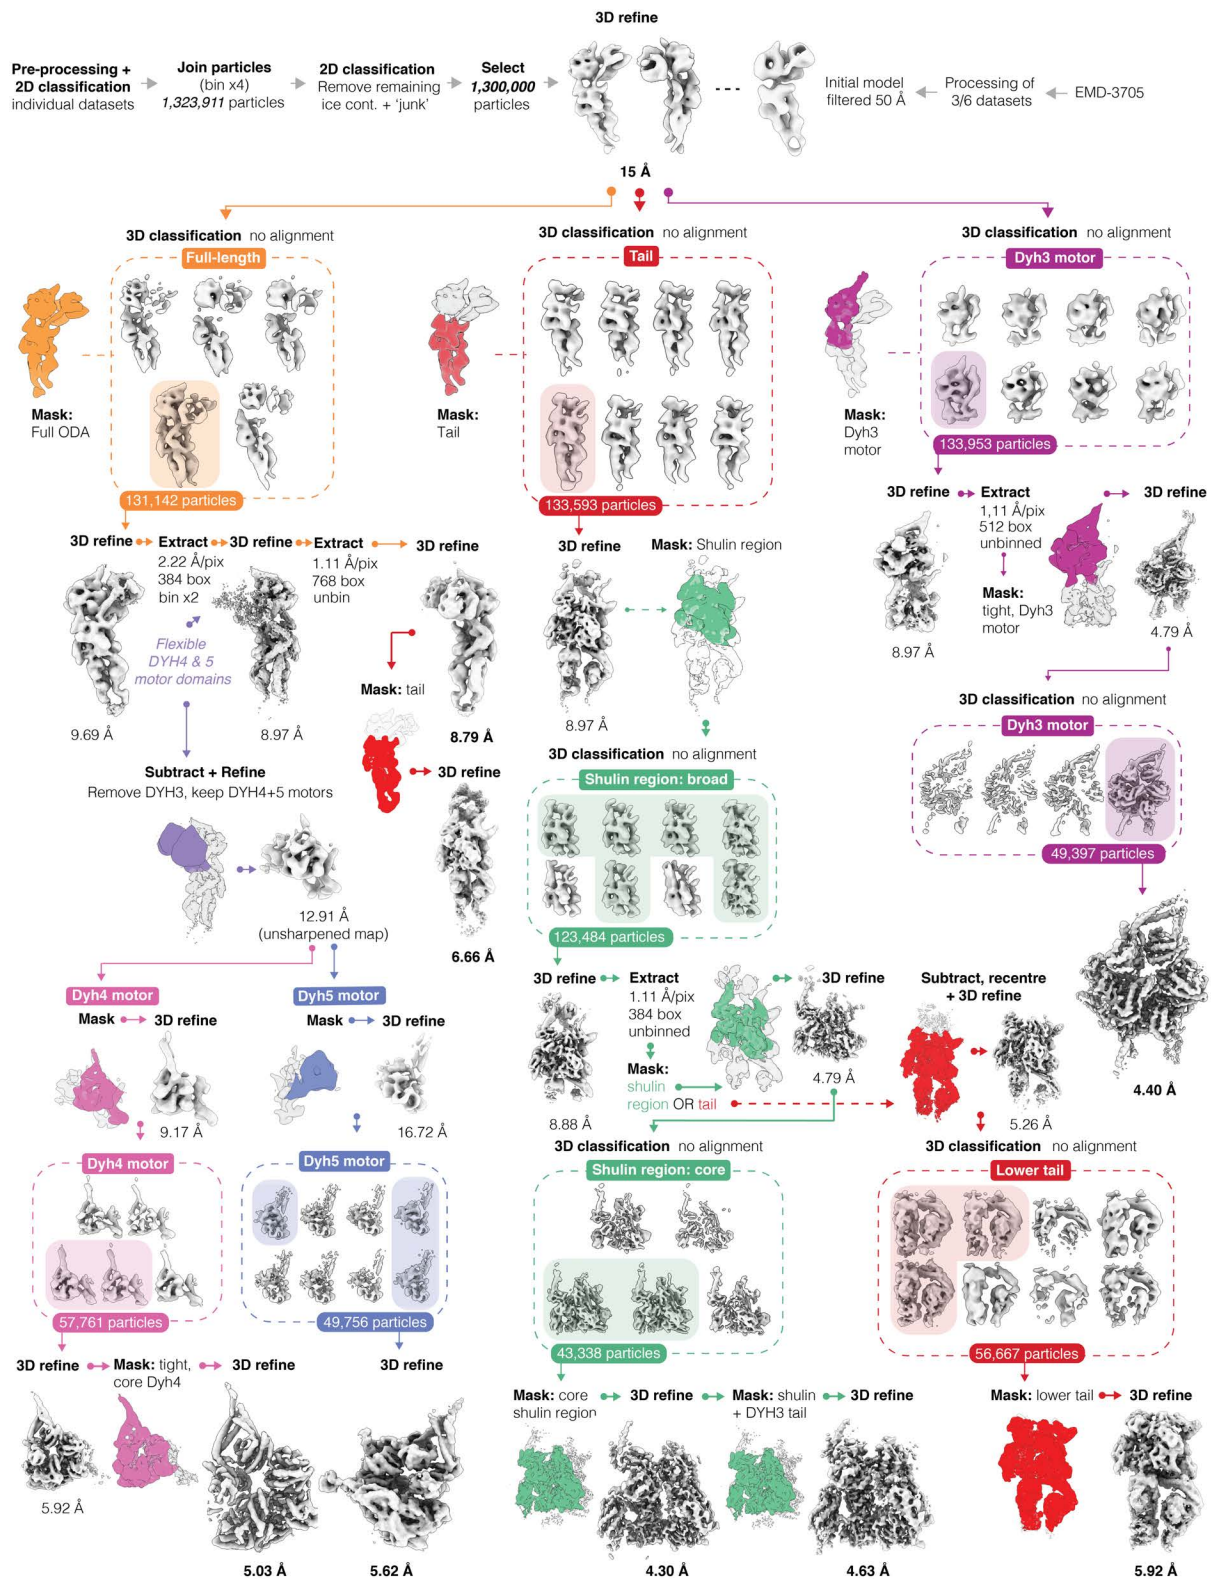 3D refine
Pre-processing +
2D classification
individual datasets
Join particles
(bin x4)
1,323,911 particles
2D classification
Remove remaining
ice cont. + ‘junk’
Select
1,300,000
particles
Initial model
filtered 50 Å
Processing of
3/6 datasets
EMD-3705
15 Å
3D classification no alignment
Full-length
Mask:
Full ODA
131,142 particles
3D classification no alignment
Tail
Mask:
Tail
133,593 particles
3D classification no alignment
Dyh3 motor
Mask:
Dyh3
motor
133,953 particles
3D refine
9.69 Å
Extract
2.22 Å/pix
384 box
bin x2
3D refine
8.97 Å
Extract
1.11 Å/pix
768 box
unbin
3D refine
8.79 Å
Flexible
DYH4 & 5
motor domains
Mask: tail
3D refine
6.66 Å
Subtract + Refine
Remove DYH3, keep DYH4+5 motors
12.91 Å
(unsharpened map)
Dyh4 motor
Mask
3D refine
9.17 Å
Dyh4 motor
57,761 particles
3D refine
5.92 Å
Mask: tight,
core Dyh4
3D refine
5.03 Å
Dyh5 motor
Mask
3D refine
16.72 Å
Dyh5 motor
49,756 particles
3D refine
5.62 Å
3D refine
8.97 Å
Mask: Shulin region
3D classification no alignment
Shulin region: broad
123,484 particles
3D refine
8.88 Å
Extract
1.11 Å/pix
384 box
unbinned
Mask:
shulin
region OR tail
3D refine
4.79 Å
3D classification no alignment
Shulin region: core
43,338 particles
Mask: core
shulin region
3D refine
4.30 Å
Mask: shulin
+ DYH3 tail
3D refine
4.63 Å
Subtract, recentre
+ 3D refine
5.26 Å
3D classification no alignment
Lower tail
56,667 particles
Mask: lower tail
3D refine
5.92 Å
3D refine
8.97 Å
Extract
1,11 Å/pix
512 box
unbinned
Mask:
tight, Dyh3
motor
3D refine
4.79 Å
3D classification no alignment
Dyh3 motor
49,397 particles
4.40 Å